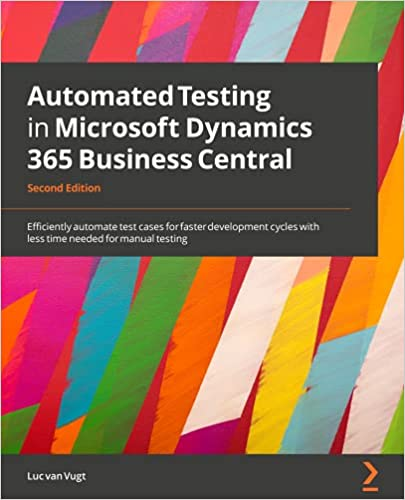 Automated Testing
in Microsoft Dynamics
365 Business Central
Second Edition
Efficiently automate test cases for faster development cycles with
less time needed for manual testing
Luc van Vugt